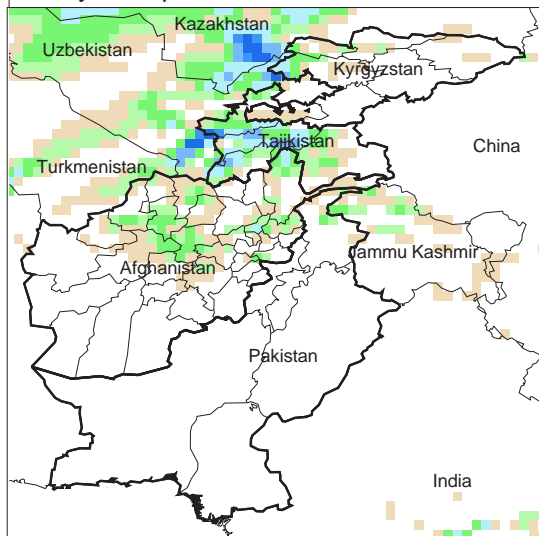 Kazakhstan
Uzbekistan
Kyrgyzstan
Tajikistan
China
Turkmenistan
Jammu Kashmir
Afghanistan
Pakistan
India